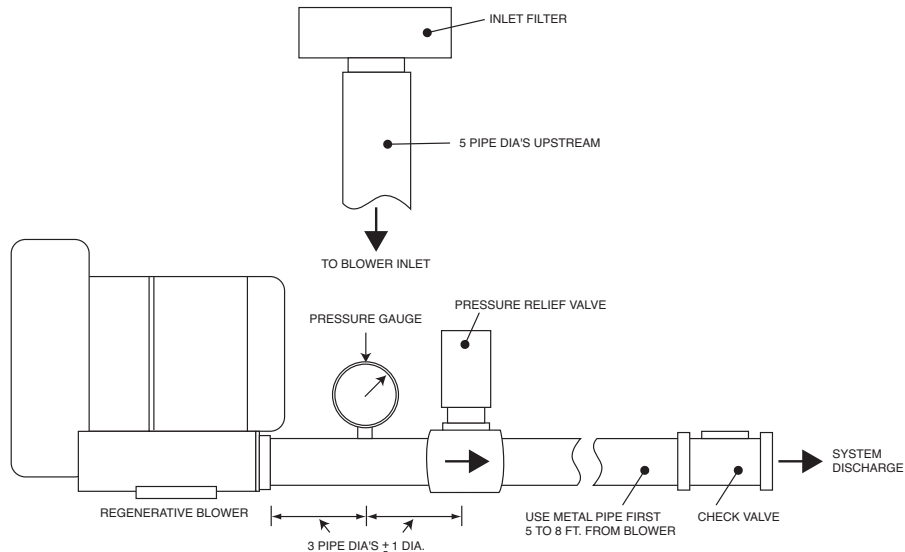 INLET FILTER
5 PIPE DIA'S UPSTREAM
TO BLOWER INLET
PRESSURE RELIEF VALVE
PRESSURE GAUGE
SYSTEM
DISCHARGE
REGENERATIVE BLOWER
USE METAL PIPE FIRST
5 TO 8 FT. FROM BLOWER
CHECK VALVE
3 PIPE DIA'S ± 1 DIA.